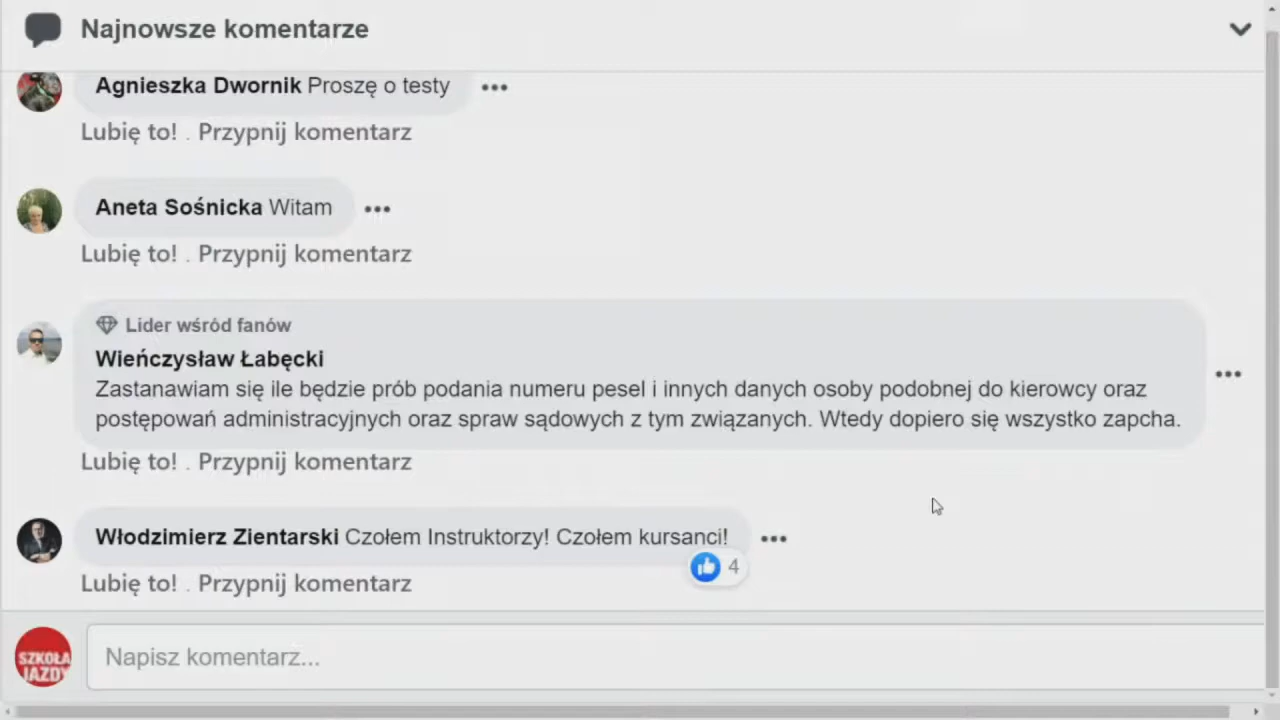 Najnowsze komentarze
Agnieszka Dwornik Proszę o testy
Lubię to! . Przypnij komentarz
Aneta Sośnicka Witam
Lubię to! . Przypnij komentarz
Lider wśród fanów
Wieńczysław Łabęcki
Zastanawiam się ile będzie prób podania numeru pesel i innych danych osoby podobnej do kierowcy oraz
postępowań administracyjnych oraz spraw sądowych z tym związanych. Wtedy dopiero się wszystko zapcha.
Lubię to! . Przypnij komentarz
Włodzimierz Zientarski Czołem Instruktorzy! Czołem kursanci!
4
Lubię to! . Przypnij komentarz
SZKOŁA
JAZDY
Napisz komentarz...